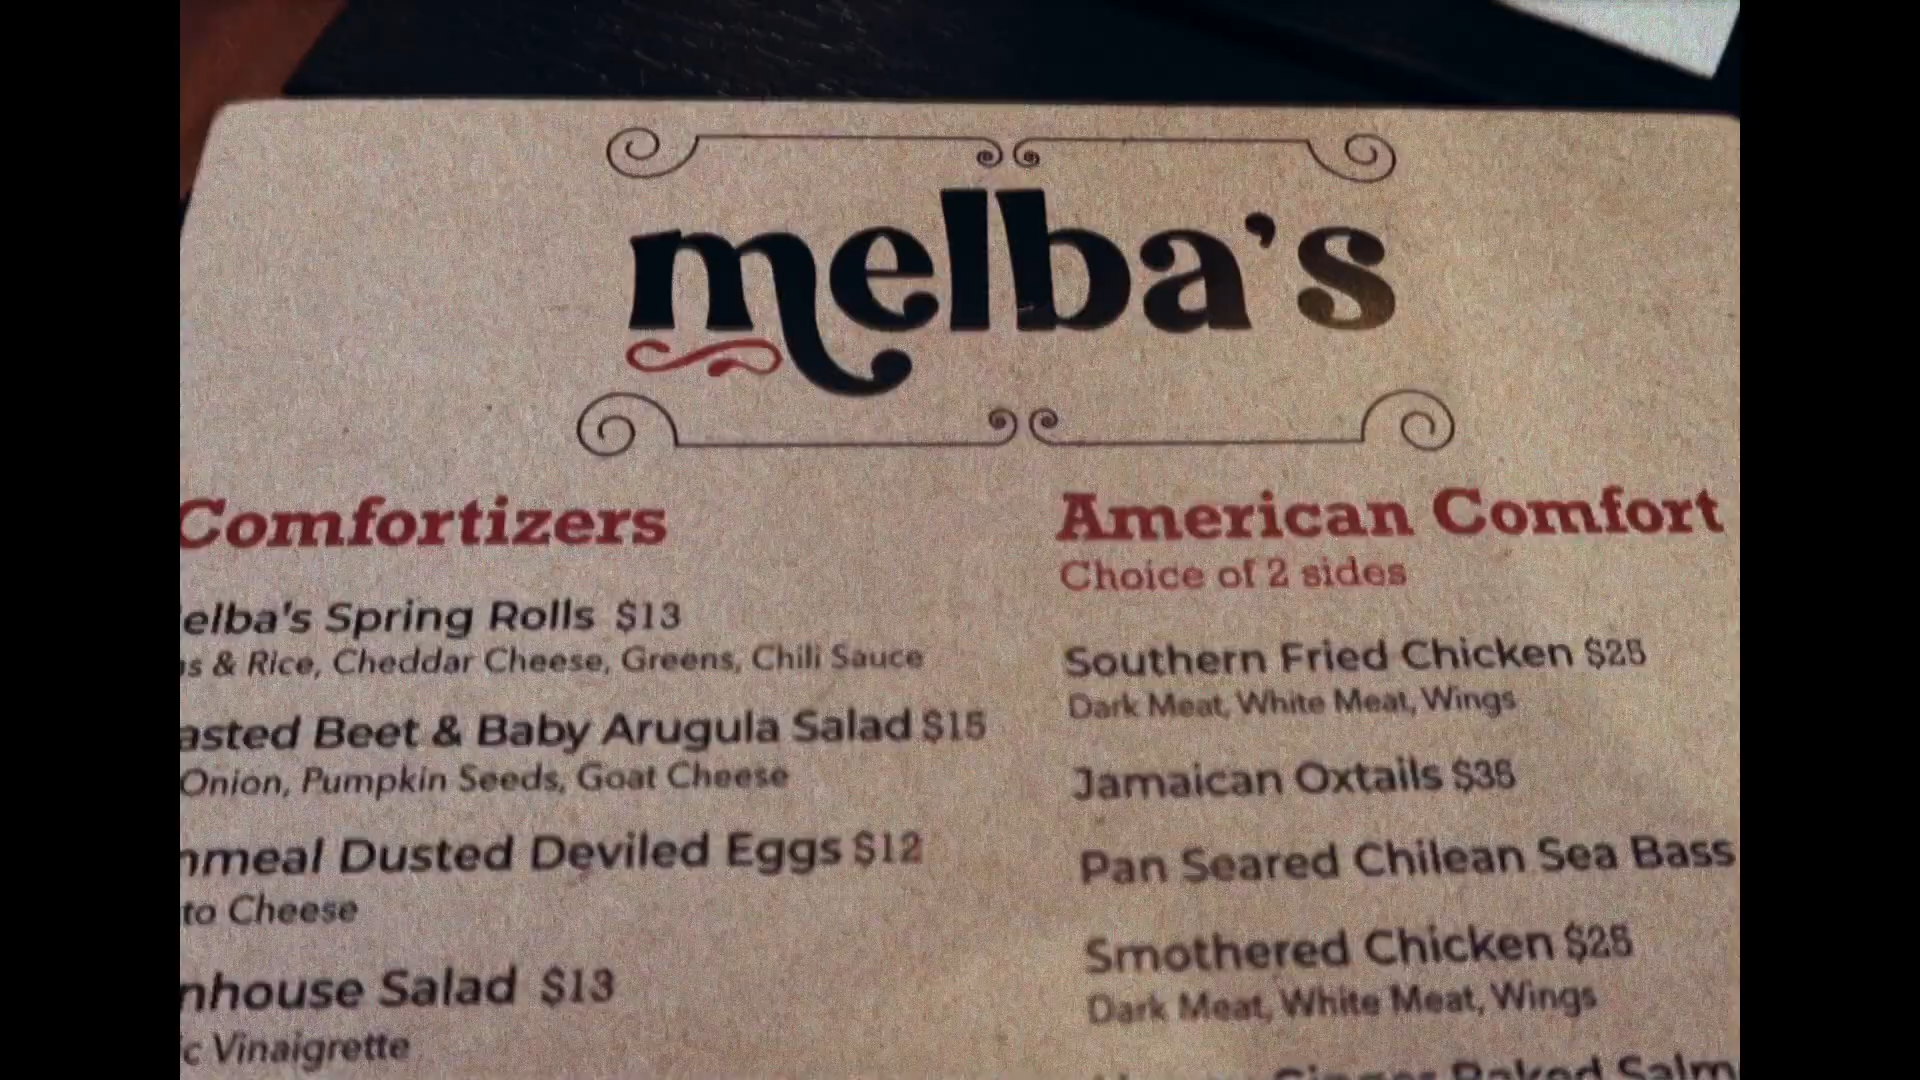 melba's
Comfortizers
elba's Spring Rolls $13
& Rice, Cheddar Cheese, Greens, Chili Sauce
asted Beet & Baby Arugula Salad $15
Onion, Pumpkin Seeds, Goat Cheese
nmeal Dusted Deviled Eggs $12
to Cheese
nhouse Salad $13
c Vinaigrette
American Comfort
Choice of 2 sides
Southern Fried Chicken $25
Dark Meat, White Meat, Wings
Jamaican Oxtails
Pan Seared Chilean Sea Bass
Smothered Chicken $25
Dark Meat, White Meat, Wings
Baked Salm